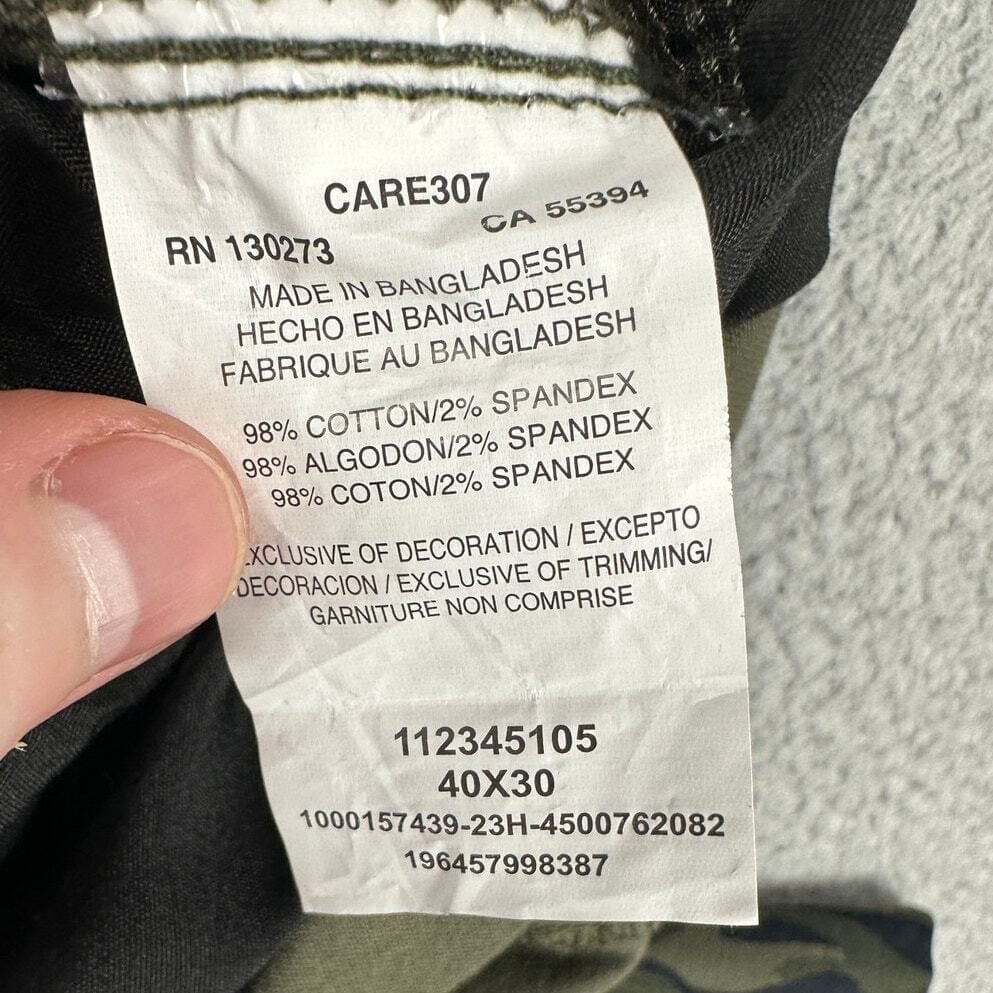 CARE307
CA 55394
RN 130273
MADE IN BANGLADESH
HECHO EN BANGLADESH
FABRIQUE AU BANGLADESH
98% COTTON/2% SPANDEX
98% ALGODON/2% SPANDEX
98% COTON/2% SPANDEX
EXCLUSIVE OF DECORATION / EXCEPTO
DECORACION / EXCLUSIVE OF TRIMMING/
GARNITURE NON COMPRISE
112345105
40X30
1000157439-23H-4500762082
196457998387